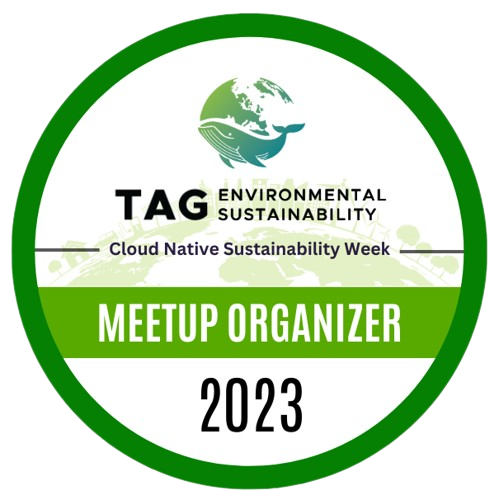 TAG ENVIRONMENTAL
SUSTAINABILITY
Cloud Native Sustainability Week
MEETUP ORGANIZER
2023